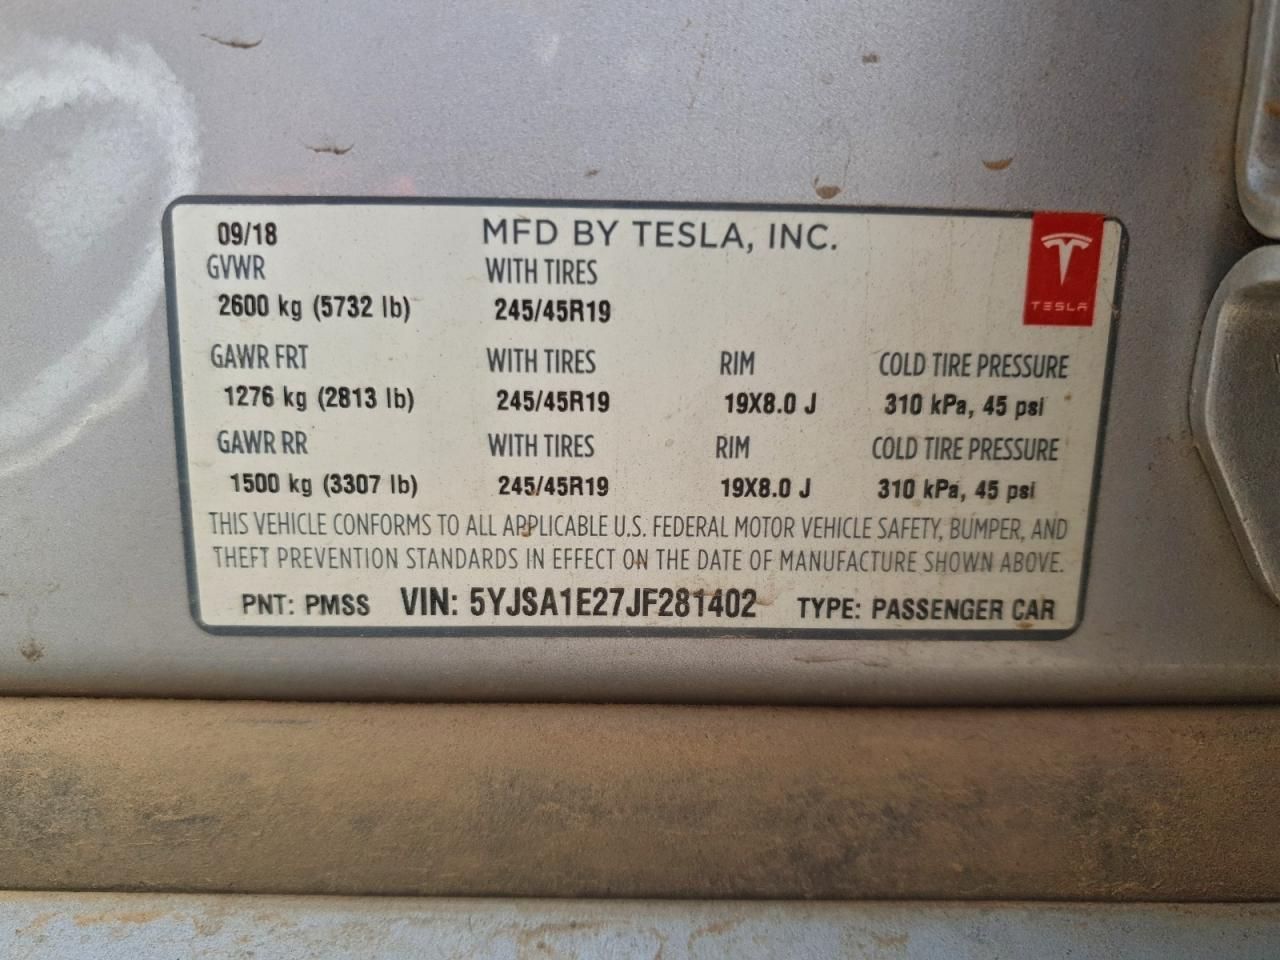 09/18 MFD BY TESLA, INC.
GVWR WITH TIRES
2600 kg (5732 lb) 245/45R19
TESLA
GAWR FRT WITH TIRES RIM COLD TIRE PRESSURE
1276 kg (2813 lb) 245/45R19 19X8.0 J 310 kPa, 45 psi
GAWR RR WITH TIRES RIM COLD TIRE PRESSURE
1500 kg (3307 lb) 245/45R19 19X8.0 J 310 kPa, 45 psi
THIS VEHICLE CONFORMS TO ALL APPLICABLE U.S. FEDERAL MOTOR VEHICLE SAFETY, BUMPER, AND
THEFT PREVENTION STANDARDS IN EFFECT ON THE DATE OF MANUFACTURE SHOWN ABOVE.
PNT: PMSS VIN: 5YJSA1E27JF281402 TYPE: PASSENGER CAR